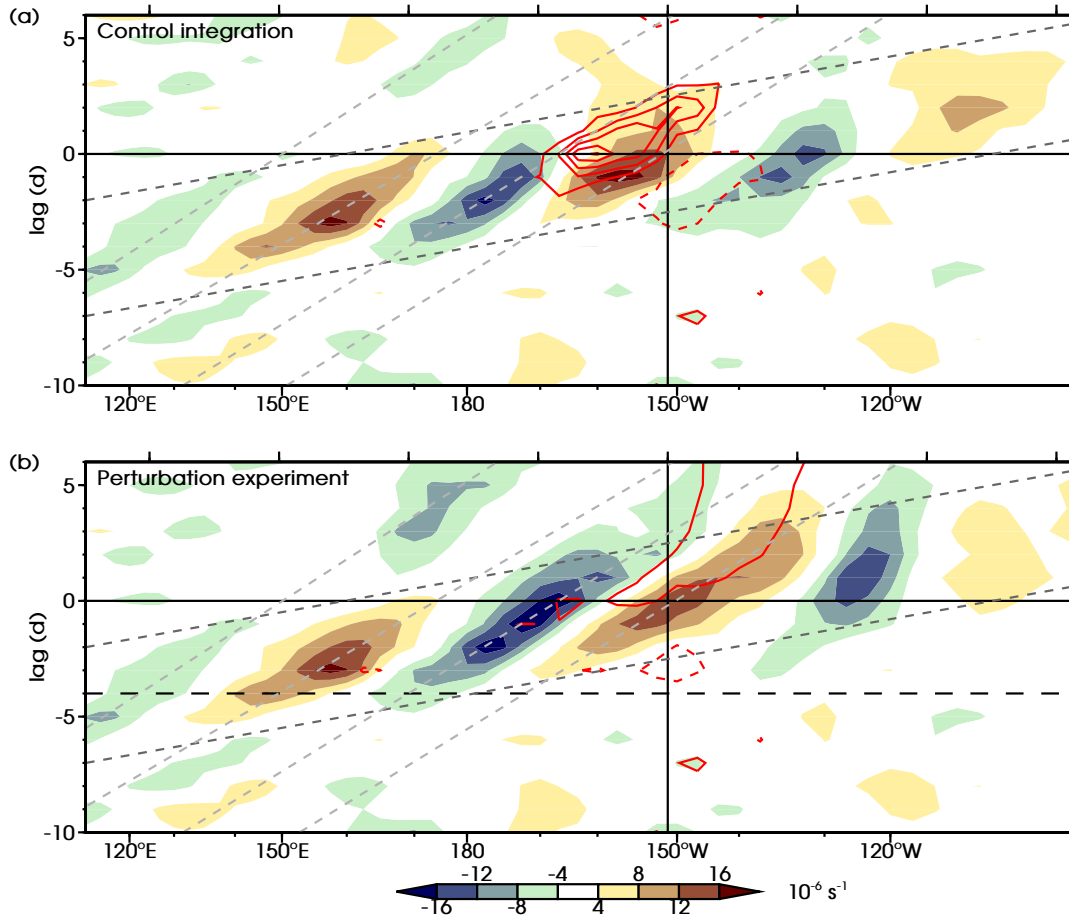 (a)
Control integration
5
0
-5
-10
lag (d)
120°E 150°E 180 150°W 120°W
(b)
Perturbation experiment
5
0
-5
-10
lag (d)
120°E 150°E 180 150°W 120°W
-12 -4 8 16
-16 -8 4 12
10⁻⁶ s⁻¹